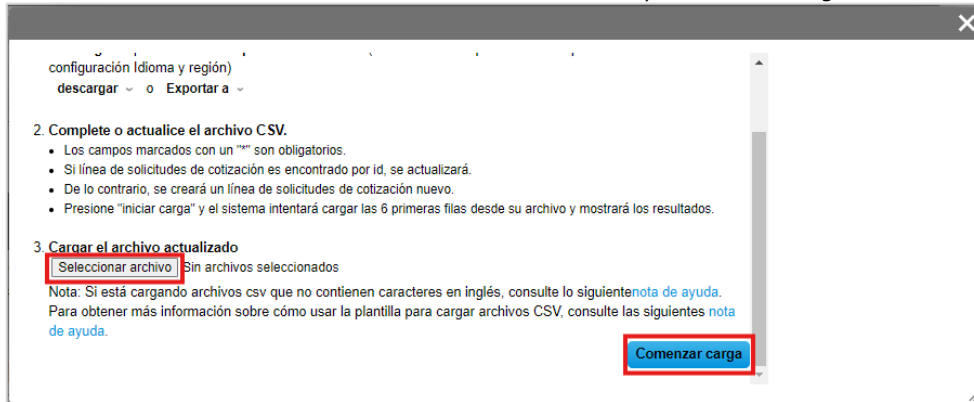 configuración Idioma y región)
descargar o Exportar a
2. Complete o actualice el archivo CSV.
• Los campos marcados con un "*" son obligatorios.
• Si línea de solicitudes de cotización es encontrado por id, se actualizará.
• De lo contrario, se creará un línea de solicitudes de cotización nuevo.
• Presione "iniciar carga" y el sistema intentará cargar las 6 primeras filas desde su archivo y mostrará los resultados.
3. Cargar el archivo actualizado
Seleccionar archivo Sin archivos seleccionados
Nota: Si está cargando archivos csv que no contienen caracteres en inglés, consulte lo siguientenota de ayuda.
Para obtener más información sobre cómo usar la plantilla para cargar archivos CSV, consulte las siguientes nota
de ayuda.
Comenzar carga